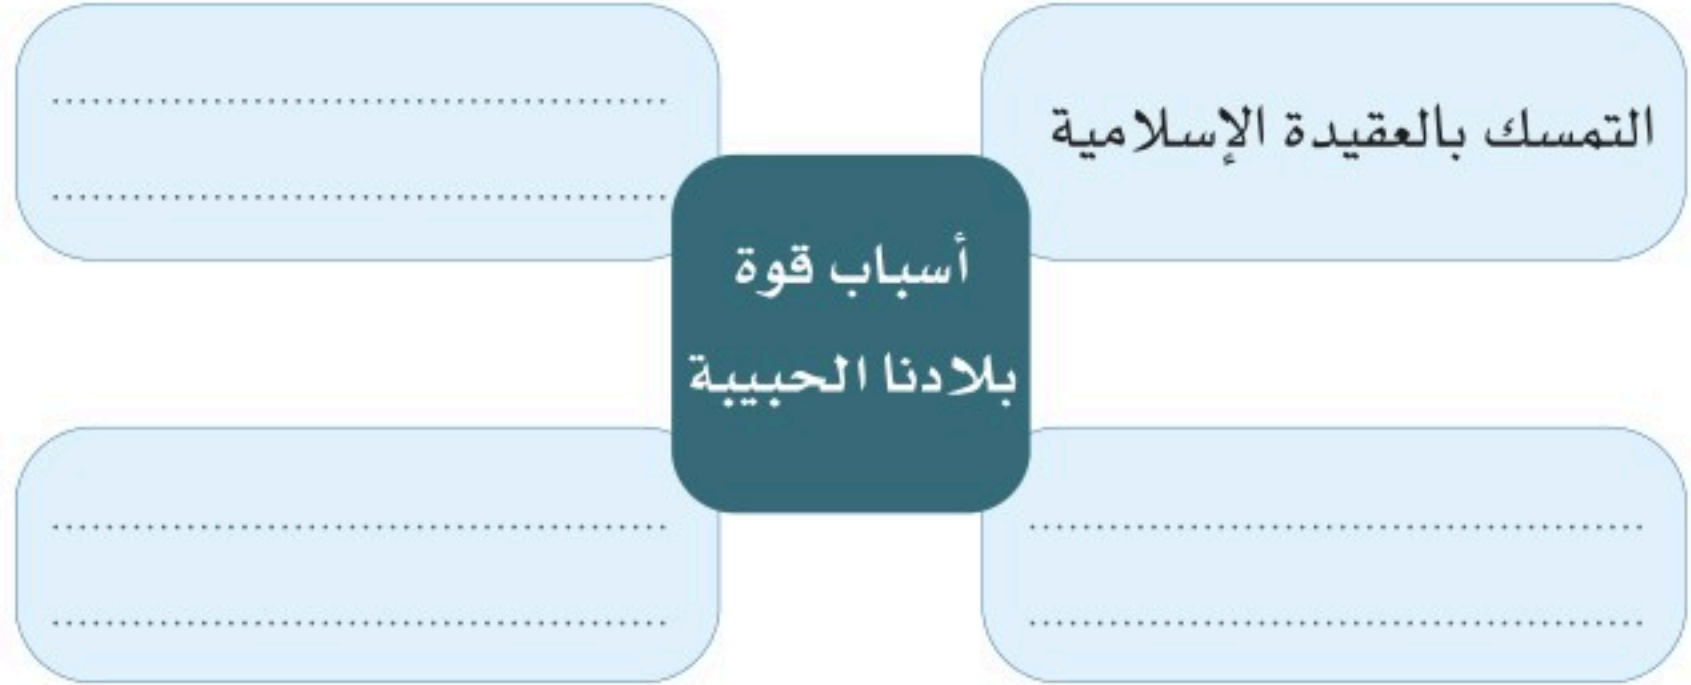 التمسك بالعقيدة الإسلامية
أسباب قوة
بلادنا الحبيبة